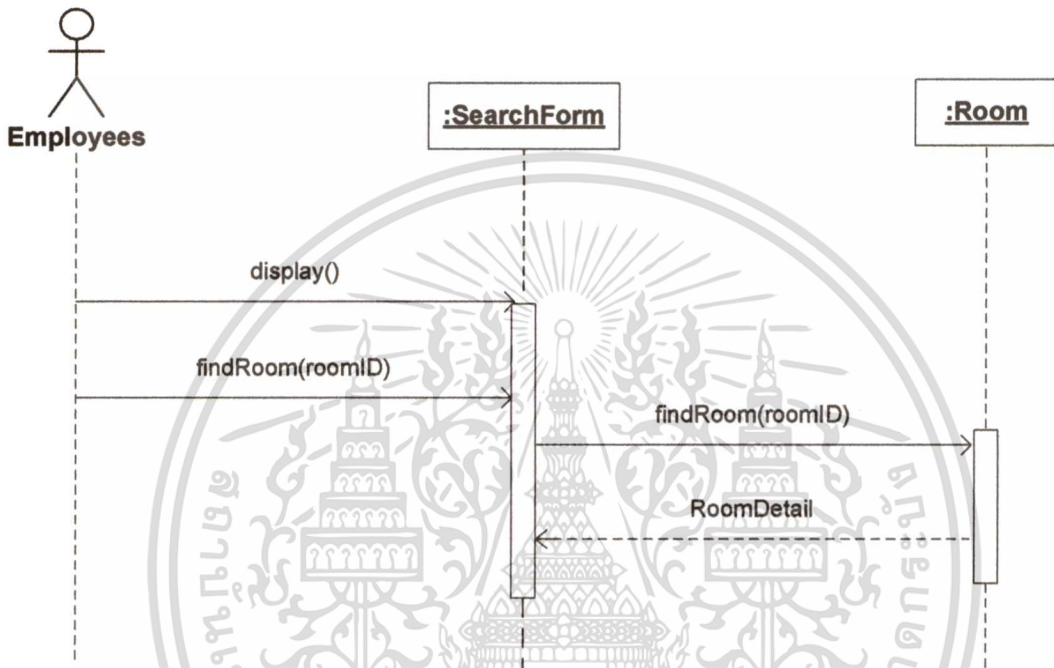 :SearchForm
:Room
Employees
display()
findRoom(roomID)
findRoom(roomID)
RoomDetail